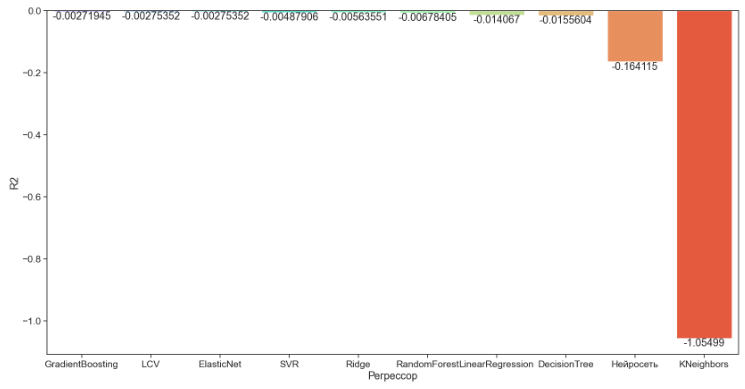 0.0
-0.00271945 -0.00275352 -0.00275352 -0.00487906 -0.00563551 -0.00678405 -0.014067 -0.0155604
-0.164115
−0.2
−0.4
R2
−0.6
−0.8
−1.0
-1.05499
GradientBoosting LCV ElasticNet SVR Ridge RandomForest LinearRegression DecisionTree Нейросеть KNeighbors
Регрессор